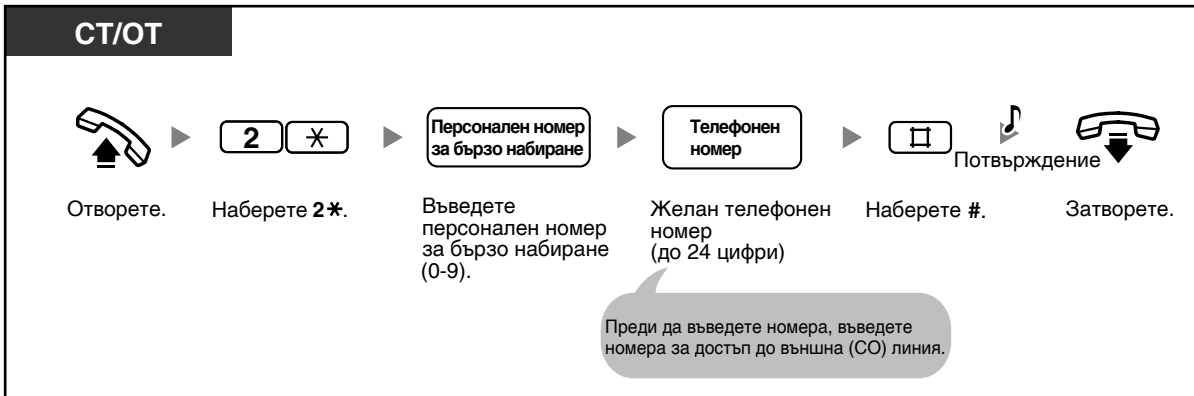 СТ/ОТ
2 ✱
Персонален номер
за бързо набиране
Телефонен
номер
Потвърждение
Отворете.
Наберете 2✱.
Въведете
персонален номер
за бързо набиране
(0-9).
Желан телефонен
номер
(до 24 цифри)
Наберете #.
Затворете.
Преди да въведете номера, въведете
номера за достъп до външна (CO) линия.